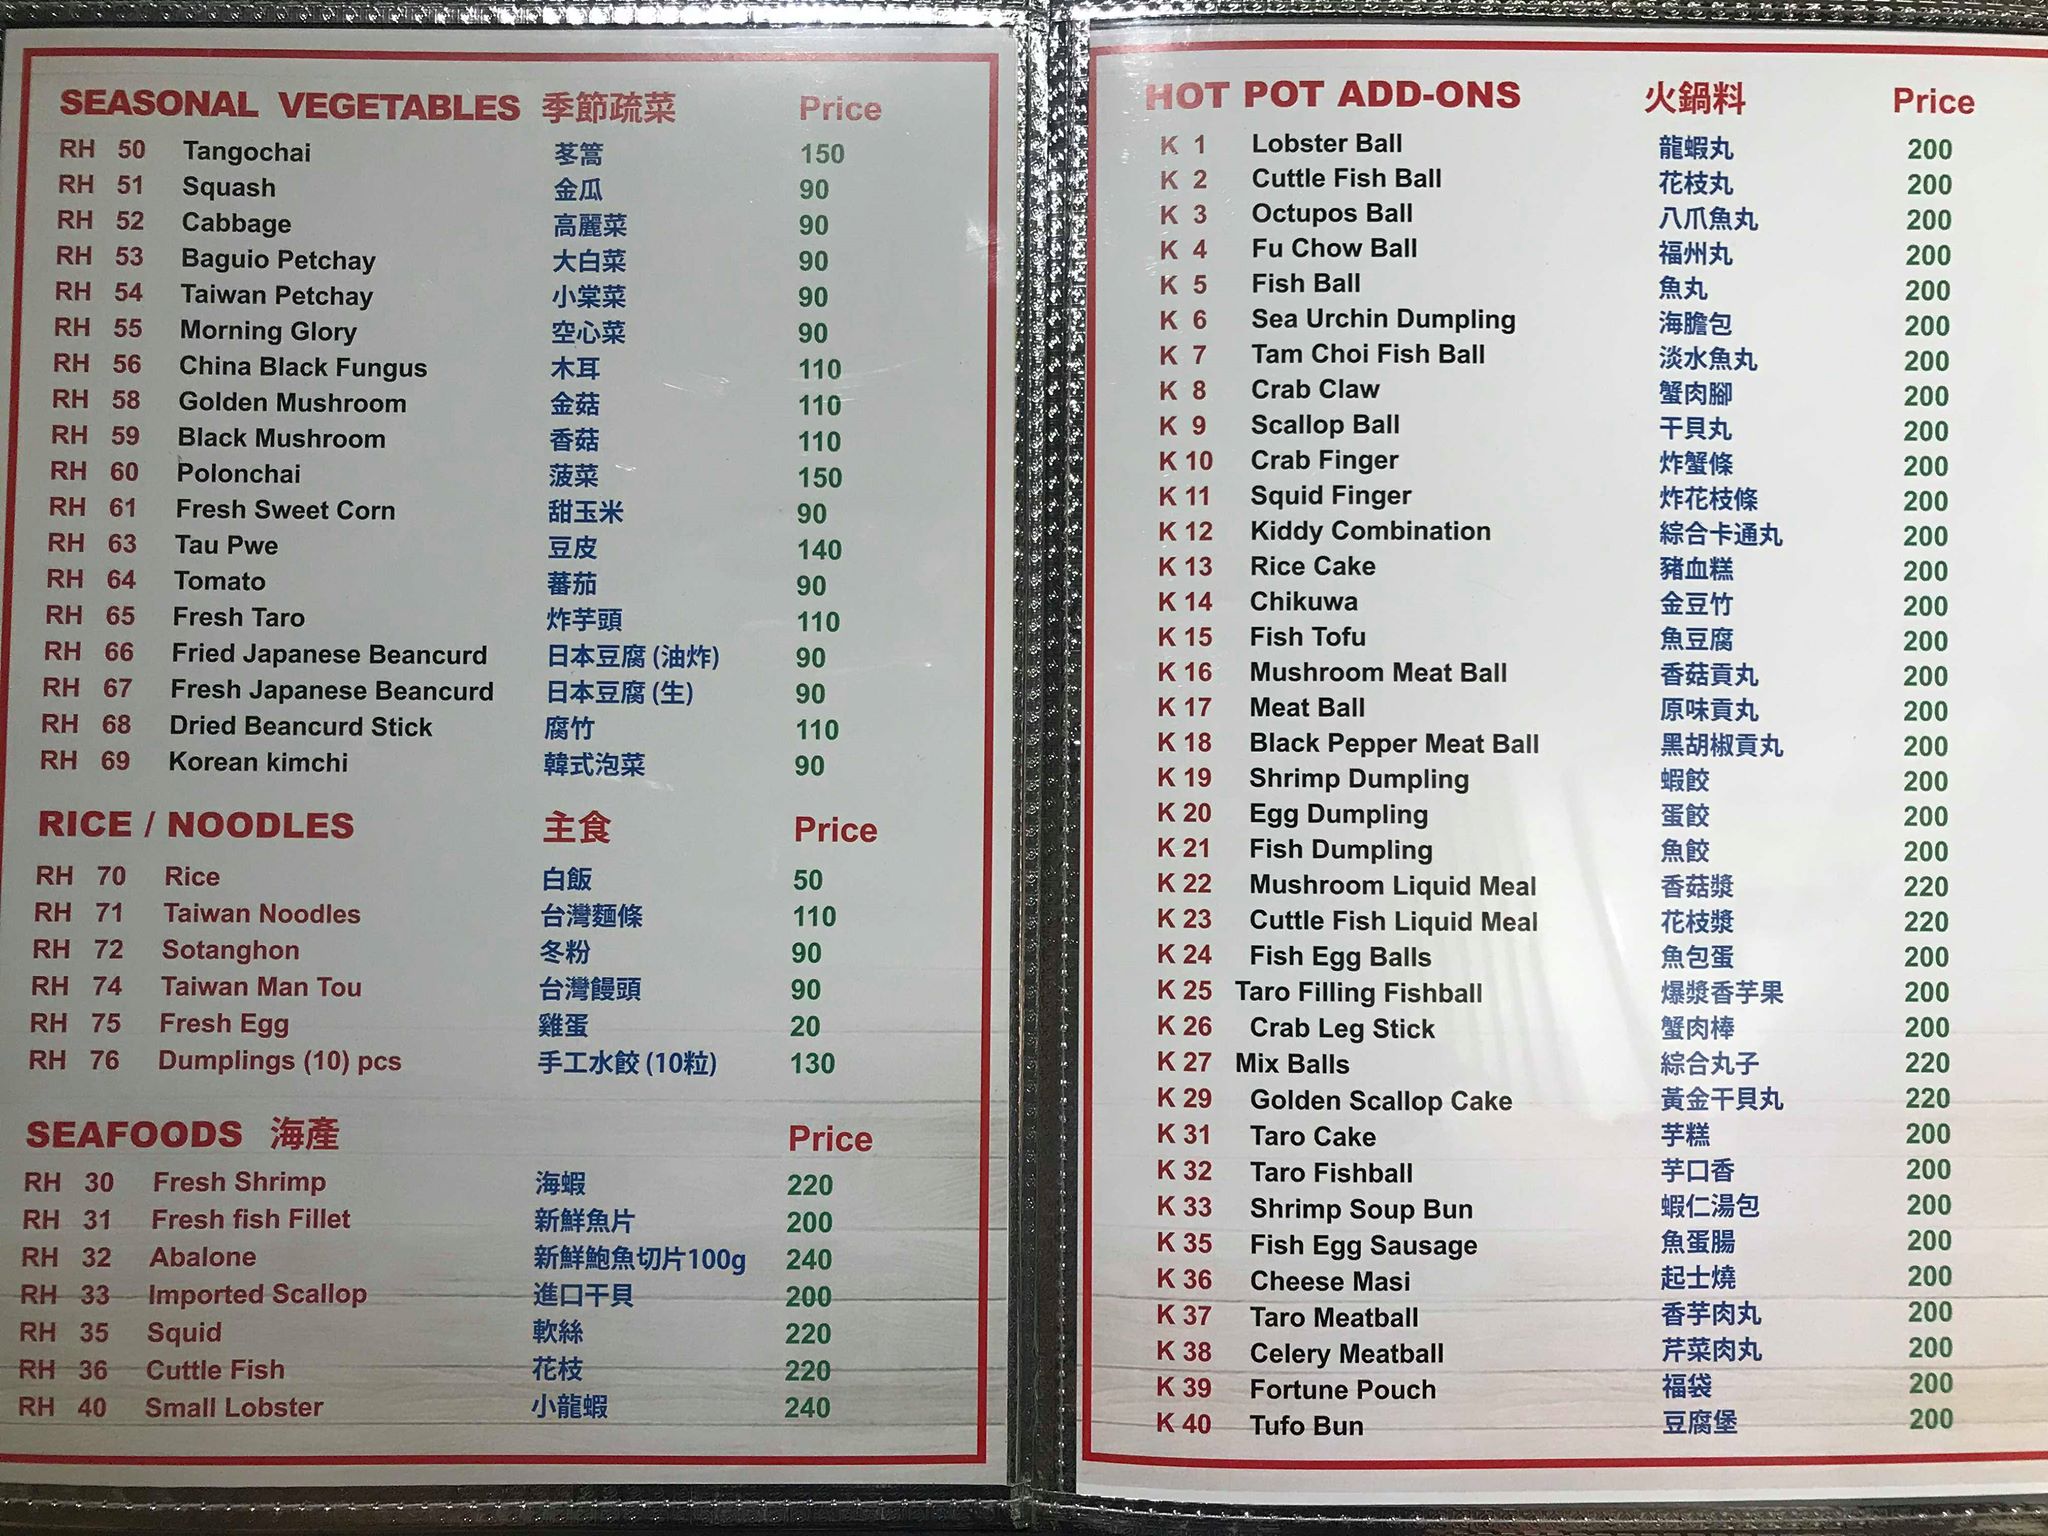 SEASONAL VEGETABLES 季節疏菜 Price
RH 50 Tangochai 茤篙 150
RH 51 Squash 金瓜 90
RH 52 Cabbage 高麗菜 90
RH 53 Baguio Petchay 大白菜 90
RH 54 Taiwan Petchay 小棠菜 90
RH 55 Morning Glory 空心菜 90
RH 56 China Black Fungus 木耳 110
RH 58 Golden Mushroom 金菇 110
RH 59 Black Mushroom 香菇 110
RH 60 Polonchai 菠菜 150
RH 61 Fresh Sweet Corn 甜玉米 90
RH 63 Tau Pwe 豆皮 140
RH 64 Tomato 蕃茄 90
RH 65 Fresh Taro 炸芋頭 110
RH 66 Fried Japanese Beancurd 日本豆腐 (油炸) 90
RH 67 Fresh Japanese Beancurd 日本豆腐 (生) 90
RH 68 Dried Beancurd Stick 腐竹 110
RH 69 Korean kimchi 韓式泡菜 90
RICE / NOODLES 主食 Price
RH 70 Rice 白飯 50
RH 71 Taiwan Noodles 台灣麵條 110
RH 72 Sotanghon 冬粉 90
RH 74 Taiwan Man Tou 台灣饅頭 90
RH 75 Fresh Egg 雞蛋 20
RH 76 Dumplings (10) pcs 手工水餃 (10粒) 130
SEAFOODS 海產 Price
RH 30 Fresh Shrimp 海蝦 220
RH 31 Fresh fish Fillet 新鮮魚片 200
RH 32 Abalone 新鮮鮑魚切片100g 240
RH 33 Imported Scallop 進口干貝 200
RH 35 Squid 軟絲 220
RH 36 Cuttle Fish 花枝 220
RH 40 Small Lobster 小龍蝦 240
HOT POT ADD-ONS 火鍋料 Price
K 1 Lobster Ball 龍蝦丸 200
K 2 Cuttle Fish Ball 花枝丸 200
K 3 Octupos Ball 八爪魚丸 200
K 4 Fu Chow Ball 福州丸 200
K 5 Fish Ball 魚丸 200
K 6 Sea Urchin Dumpling 海膽包 200
K 7 Tam Choi Fish Ball 淡水魚丸 200
K 8 Crab Claw 蟹肉腳 200
K 9 Scallop Ball 干貝丸 200
K 10 Crab Finger 炸蟹條 200
K 11 Squid Finger 炸花枝條 200
K 12 Kiddy Combination 綜合卡通丸 200
K 13 Rice Cake 豬血糕 200
K 14 Chikuwa 金豆竹 200
K 15 Fish Tofu 魚豆腐 200
K 16 Mushroom Meat Ball 香菇貢丸 200
K 17 Meat Ball 原味貢丸 200
K 18 Black Pepper Meat Ball 黑胡椒貢丸 200
K 19 Shrimp Dumpling 蝦餃 200
K 20 Egg Dumpling 蛋餃 200
K 21 Fish Dumpling 魚餃 200
K 22 Mushroom Liquid Meal 香菇漿 220
K 23 Cuttle Fish Liquid Meal 花枝漿 220
K 24 Fish Egg Balls 魚包蛋 200
K 25 Taro Filling Fishball 爆漿香芋果 200
K 26 Crab Leg Stick 蟹肉棒 200
K 27 Mix Balls 綜合丸子 220
K 29 Golden Scallop Cake 黃金干貝丸 220
K 31 Taro Cake 芋糕 200
K 32 Taro Fishball 芋口香 200
K 33 Shrimp Soup Bun 蝦仁湯包 200
K 35 Fish Egg Sausage 魚蛋腸 200
K 36 Cheese Masi 起士燒 200
K 37 Taro Meatball 香芋肉丸 200
K 38 Celery Meatball 芹菜肉丸 200
K 39 Fortune Pouch 福袋 200
K 40 Tufo Bun 豆腐堡 200